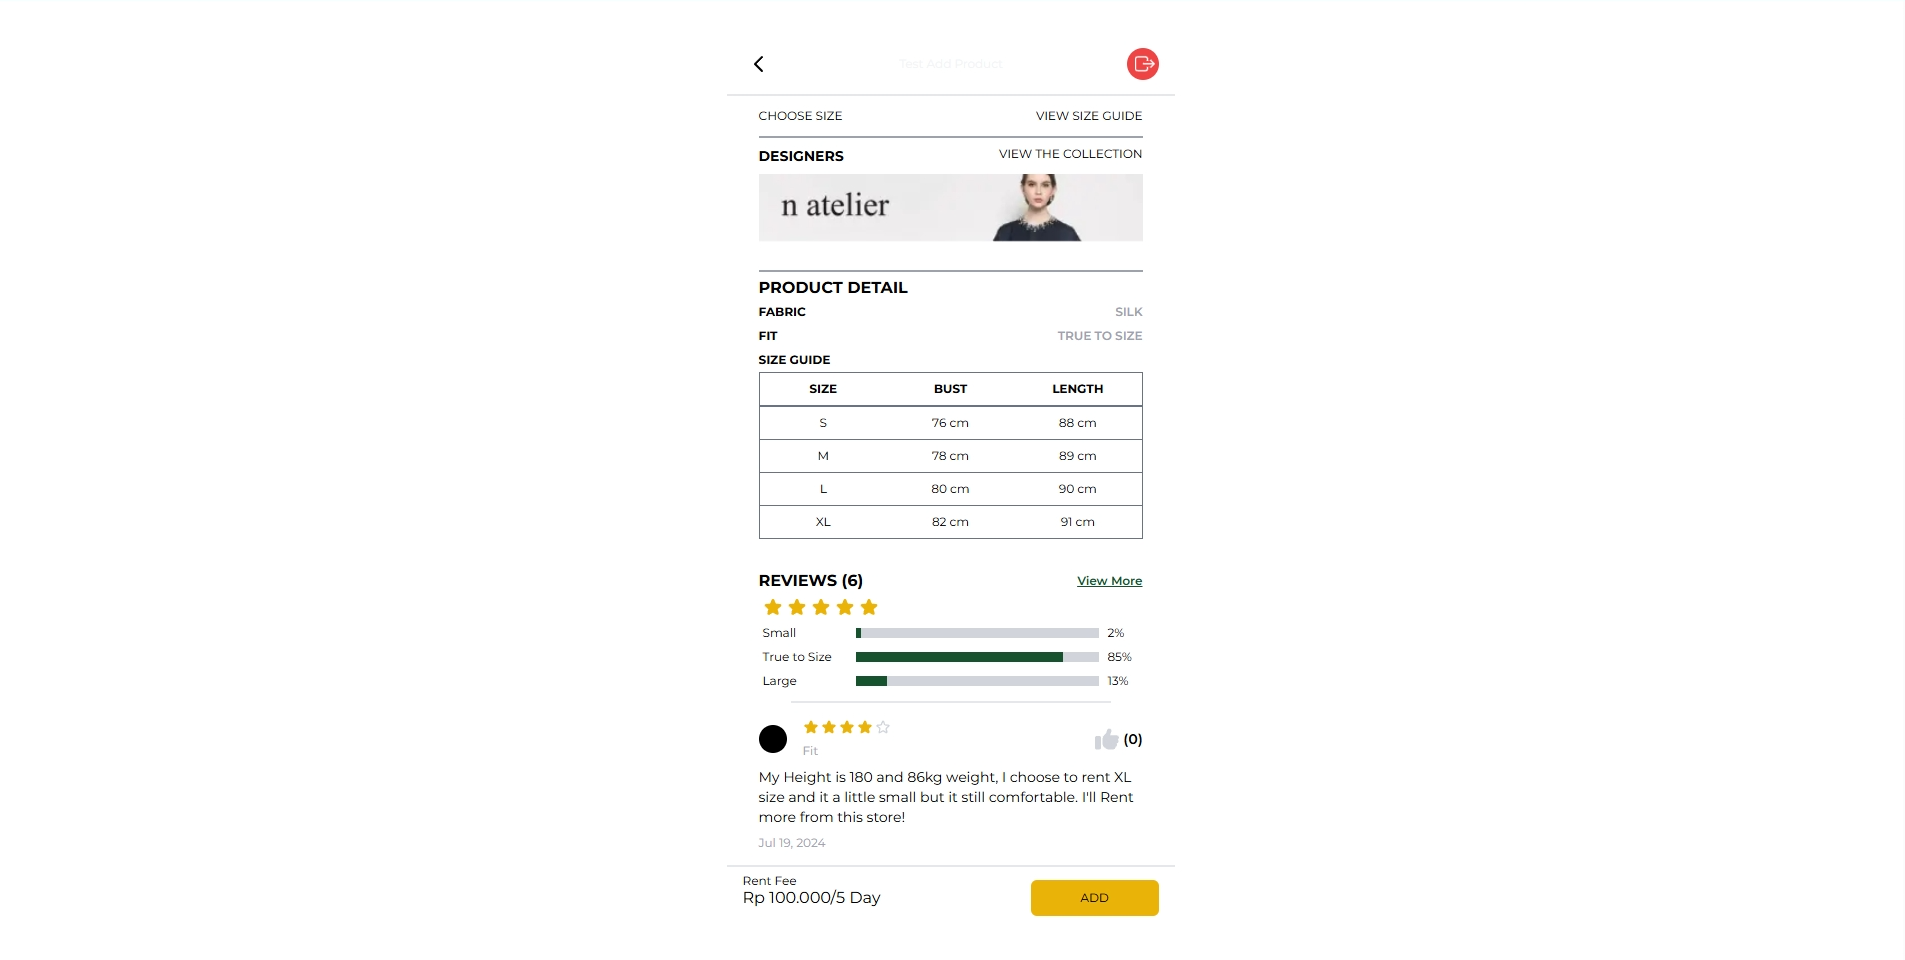 Test Add Product
CHOOSE SIZE VIEW SIZE GUIDE
DESIGNERS VIEW THE COLLECTION
n atelier
PRODUCT DETAIL
FABRIC SILK
FIT TRUE TO SIZE
SIZE GUIDE
SIZE BUST LENGTH
S 76 cm 88 cm
M 78 cm 89 cm
L 80 cm 90 cm
XL 82 cm 91 cm
REVIEWS (6) View More
Small 2%
True to Size 85%
Large 13%
(0)
Fit
My Height is 180 and 86kg weight, I choose to rent XL
size and it a little small but it still comfortable. I'll Rent
more from this store!
Jul 19, 2024
Rent Fee
Rp 100.000/5 Day
ADD